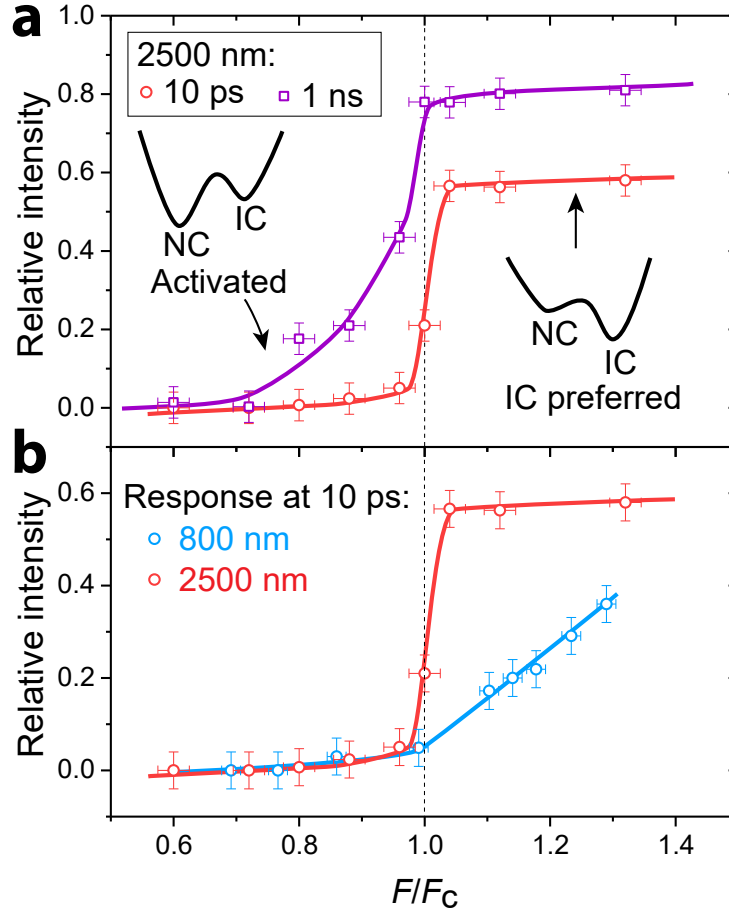 a
2500 nm:
10 ps 1 ns
NC IC
Activated
NC IC
IC preferred
Relative intensity
0.0
0.2
0.4
0.6
0.8
1.0
b
Response at 10 ps:
800 nm
2500 nm
Relative intensity
0.0
0.2
0.4
0.6
0.6 0.8 1.0 1.2 1.4
F/Fc